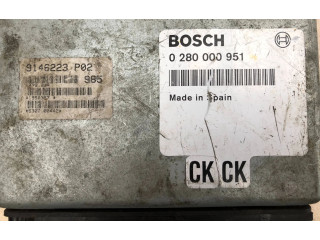 9146223 P02
985
BOSCH
0 280 000 951
Made in Spain
CK CK